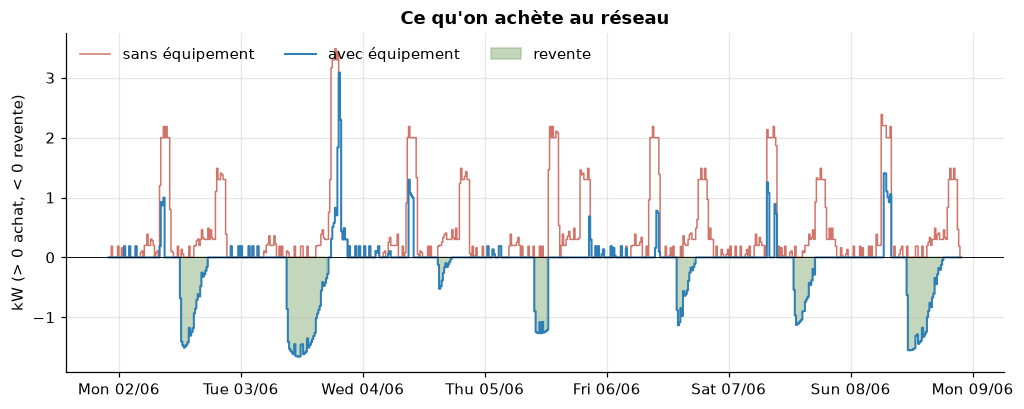 Ce qu'on achète au réseau
sans équipement
avec équipement
revente
kW (> 0 achat, < 0 revente)
3
2
1
0
−1
Mon 02/06
Tue 03/06
Wed 04/06
Thu 05/06
Fri 06/06
Sat 07/06
Sun 08/06
Mon 09/06